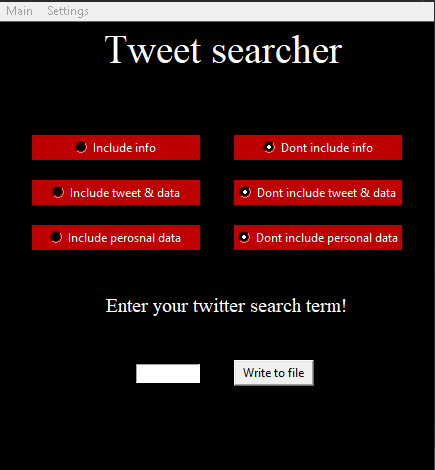 Main Settings
Tweet searcher
Include info Dont include info
Include tweet & data Dont include tweet & data
Include perosnal data Dont include personal data
Enter your twitter search term!
Write to file